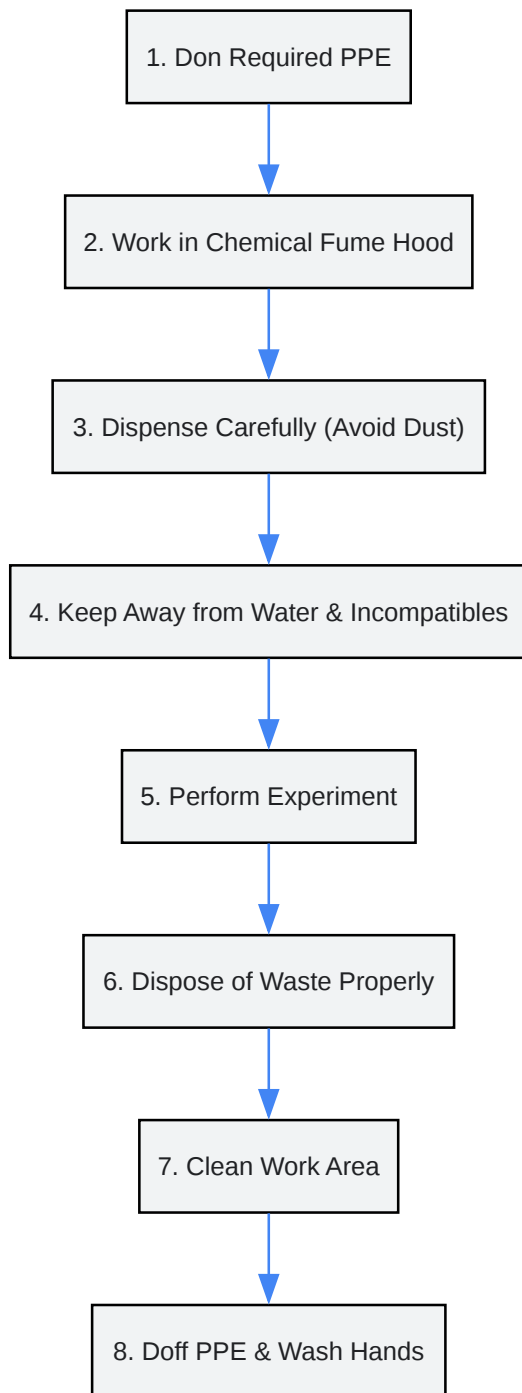 1. Don Required PPE
2. Work in Chemical Fume Hood
3. Dispense Carefully (Avoid Dust)
4. Keep Away from Water & Incompatibles
5. Perform Experiment
6. Dispose of Waste Properly
7. Clean Work Area
8. Doff PPE & Wash Hands